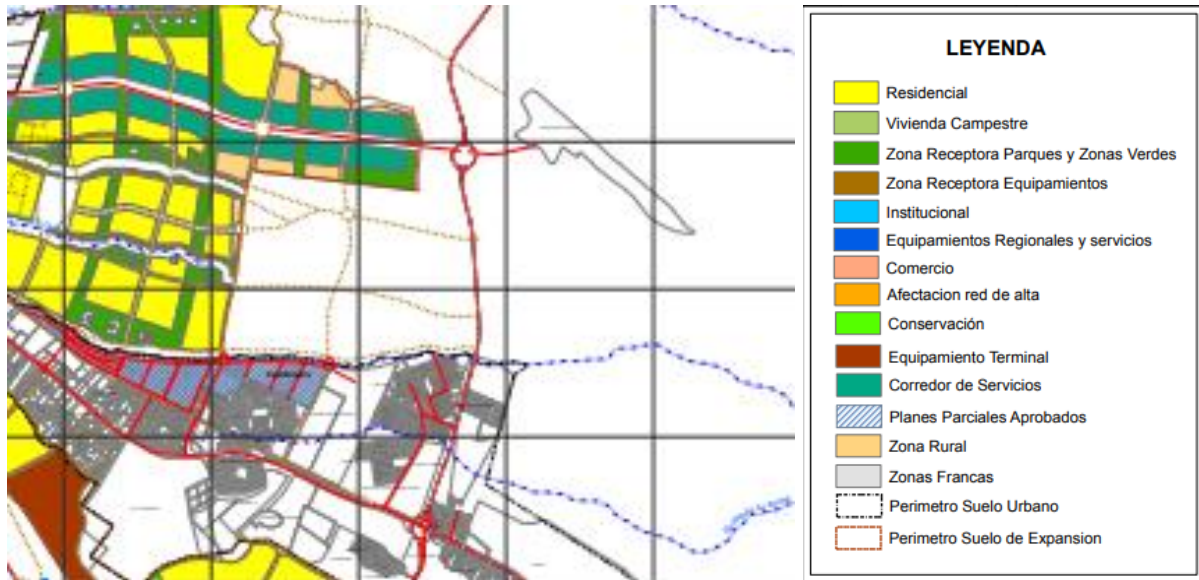 LEYENDA
Residencial
Vivienda Campestre
Zona Receptora Parques y Zonas Verdes
Zona Receptora Equipamientos
Institucional
Equipamientos Regionales y servicios
Comercio
Afectacion red de alta
Conservación
Equipamiento Terminal
Corredor de Servicios
Planes Parciales Aprobados
Zona Rural
Zonas Francas
Perimetro Suelo Urbano
Perimetro Suelo de Expansion